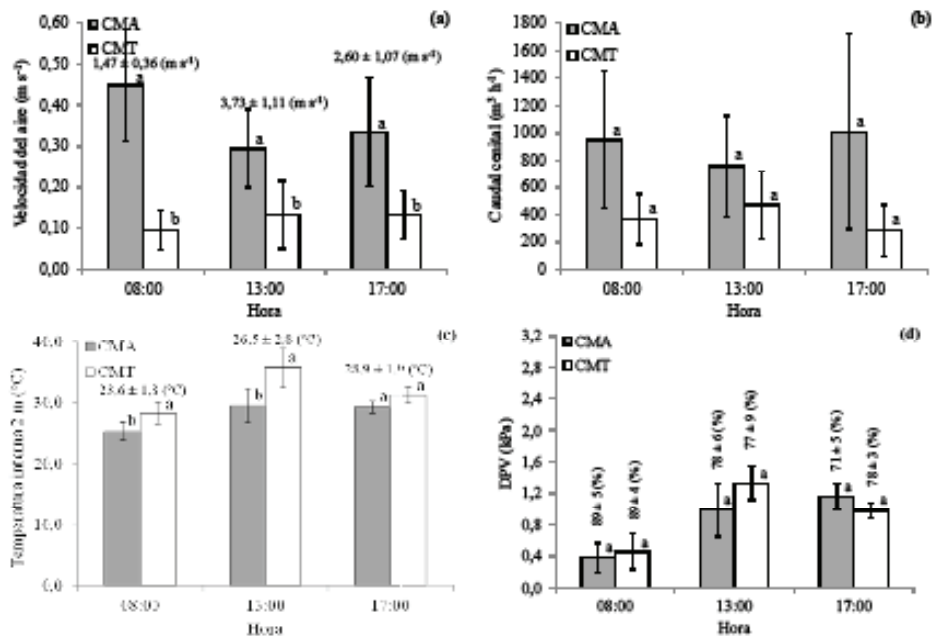 (a)
CMA
CMT
1,47 ± 0,36 (m s⁻¹)
3,73 ± 1,11 (m s⁻¹)
2,60 ± 1,07 (m s⁻¹)
a
b
a
b
a
b
0,60
0,50
0,40
0,30
0,20
0,10
0,00
Velocidad del aire (m s⁻¹)
08:00
13:00
17:00
Hora
(b)
CMA
CMT
a
a
a
a
a
a
1800
1600
1400
1200
1000
800
600
400
200
0
Caudal cenital (m³ h⁻¹)
08:00
13:00
17:00
Hora
(c)
CMA
CMT
23.6 ± 1.3 (°C)
26.5 ± 2.8 (°C)
b
a
b
a
a
a
40.0
30.0
20.0
Temperatura
2 m (°C)
08:00
13:00
17:00
Hora
(d)
CMA
CMT
89 ± 5 (%)
89 ± 4 (%)
78 ± 6 (%)
77 ± 9 (%)
71 ± 5 (%)
78 ± 3 (%)
a
a
a
a
a
a
3,2
2,8
2,4
2,0
1,6
1,2
0,8
0,4
0,0
DPV (kPa)
08:00
13:00
17:00
Hora